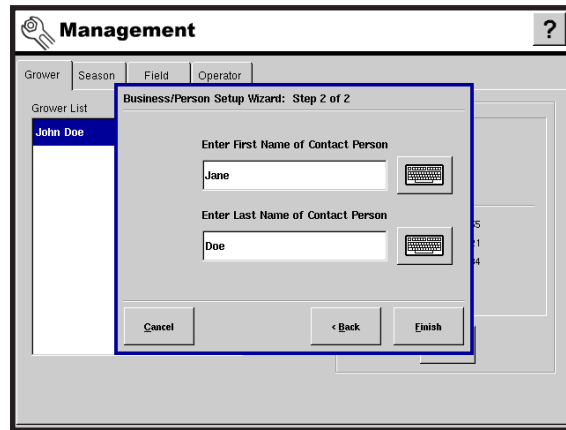 Management
?
Grower Season Field Operator
Grower List
John Doe
Business/Person Setup Wizard: Step 2 of 2
Enter First Name of Contact Person
Jane
Enter Last Name of Contact Person
Doe
Cancel < Back Finish